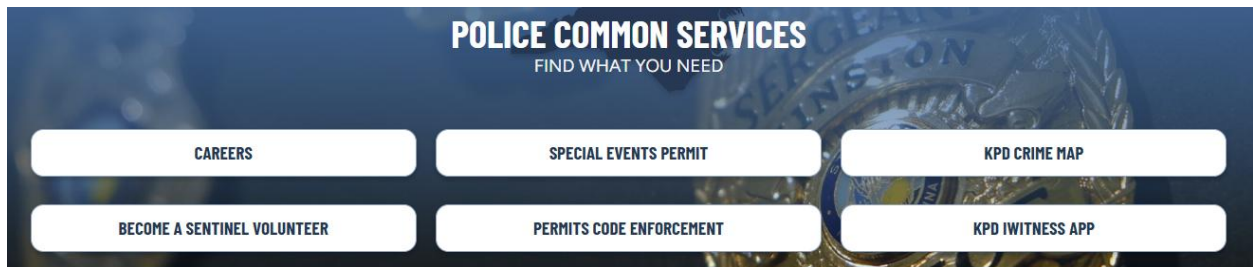 POLICE COMMON SERVICES
FIND WHAT YOU NEED
SERGEANT
CAREERS
SPECIAL EVENTS PERMIT
KPD CRIME MAP
BECOME A SENTINEL VOLUNTEER
PERMITS CODE ENFORCEMENT
KPD IWITNESS APP